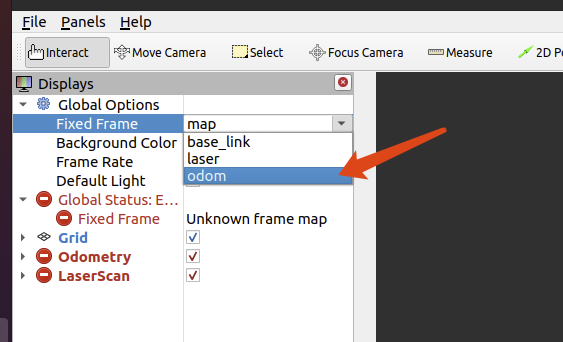 File Panels Help
Interact Move Camera Select Focus Camera Measure 2D Po
Displays
Global Options
Fixed Frame map
Background Color base_link
Frame Rate laser
Default Light odom
Global Status: E...
Fixed Frame Unknown frame map
Grid
Odometry
LaserScan